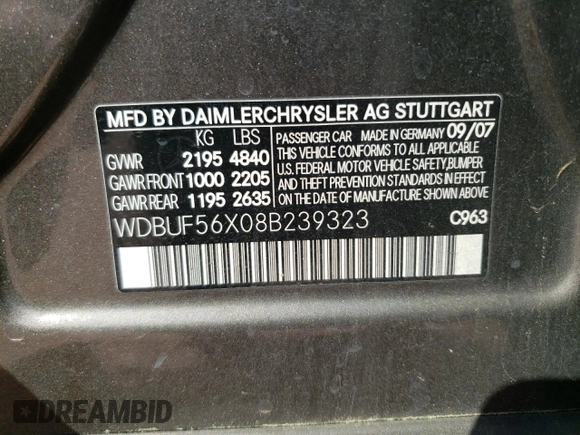 MFD BY DAIMLERCHRYSLER AG STUTTGART
KG LBS
GVWR 2195 4840
GAWR FRONT 1000 2205
GAWR REAR 1195 2635
PASSENGER CAR MADE IN GERMANY 09/07
THIS VEHICLE CONFORMS TO ALL APPLICABLE
U.S. FEDERAL MOTOR VEHICLE SAFETY, BUMPER
AND THEFT PREVENTION STANDARDS IN EFFECT
ON THE DATE OF MANUFACTURE SHOWN ABOVE
WDBUF56X08B239323 C963
DREAMBID